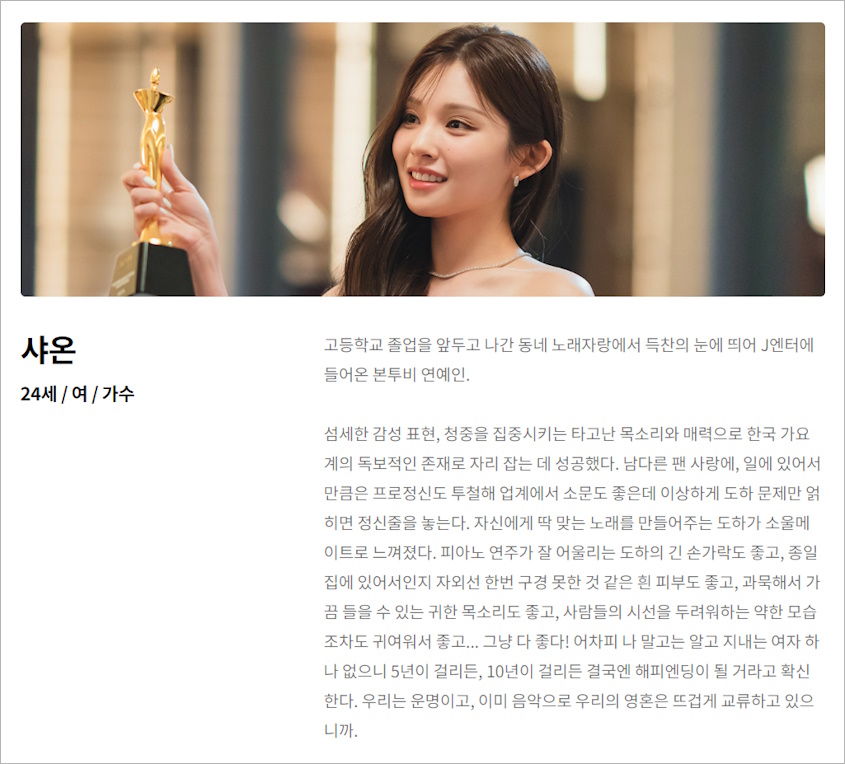 샤온
24세 / 여 / 가수
고등학교 졸업을 앞두고 나간 동네 노래자랑에서 득찬의 눈에 띄어 J엔터에
들어온 본투비 연예인.
섬세한 감성 표현, 청중을 집중시키는 타고난 목소리와 매력으로 한국 가요
계의 독보적인 존재로 자리 잡는 데 성공했다. 남다른 팬 사랑에, 일에 있어서
만큼은 프로정신도 투철해 업계에서 소문도 좋은데 이상하게 도하 문제만 얽
히면 정신줄을 놓는다. 자신에게 딱 맞는 노래를 만들어주는 도하가 소울메
이트로 느껴졌다. 피아노 연주가 잘 어울리는 도하의 긴 손가락도 좋고, 종일
집에 있어서인지 자외선 한번 구경 못한 것 같은 흰 피부도 좋고, 과묵해서 가
끔 들을 수 있는 귀한 목소리도 좋고, 사람들의 시선을 두려워하는 약한 모습
조차도 귀여워서 좋고... 그냥 다 좋다! 어차피 나 말고는 알고 지내는 여자 하
나 없으니 5년이 걸리든, 10년이 걸리든 결국엔 해피엔딩이 될 거라고 확신
한다. 우리는 운명이고, 이미 음악으로 우리의 영혼은 뜨겁게 교류하고 있으
니까.